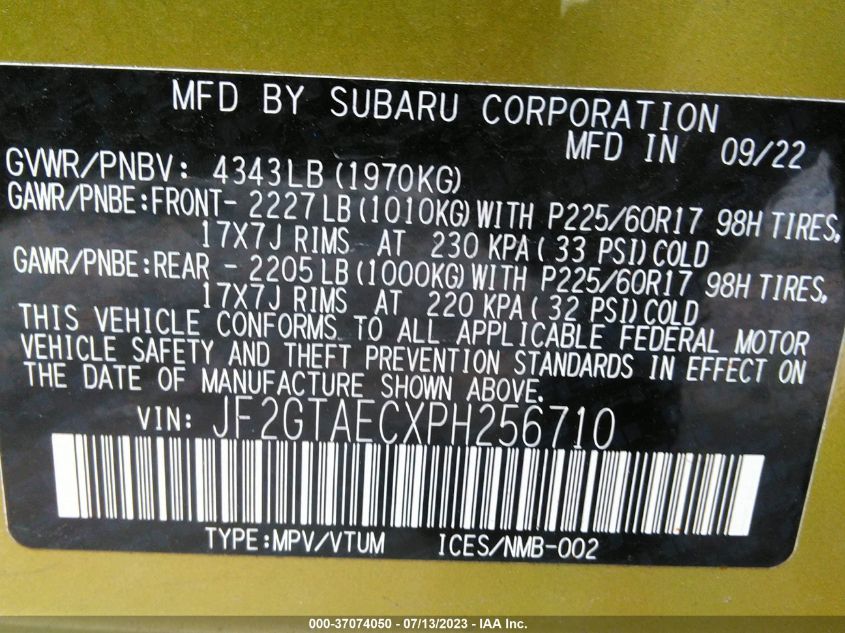 MFD BY SUBARU CORPORATION
MFD IN 09/22
GVWR/PNBV: 4343LB (1970KG)
GAWR/PNBE:FRONT- 2227 LB (1010KG) WITH P225/60R17 98H TIRES,
17X7J RIMS AT 230 KPA ( 33 PSI) COLD
GAWR/PNBE:REAR - 2205 LB (1000KG) WITH P225/60R17 98H TIRES,
17X7J RIMS AT 220 KPA ( 32 PSI) COLD
THIS VEHICLE CONFORMS TO ALL APPLICABLE FEDERAL MOTOR
VEHICLE SAFETY AND THEFT PREVENTION STANDARDS IN EFFECT ON
THE DATE OF MANUFACTURE SHOWN ABOVE.
VIN: JF2GTAECXPH256710
TYPE:MPV/VTUM ICES/NMB-002
000-37074050 - 07/13/2023 - IAA Inc.